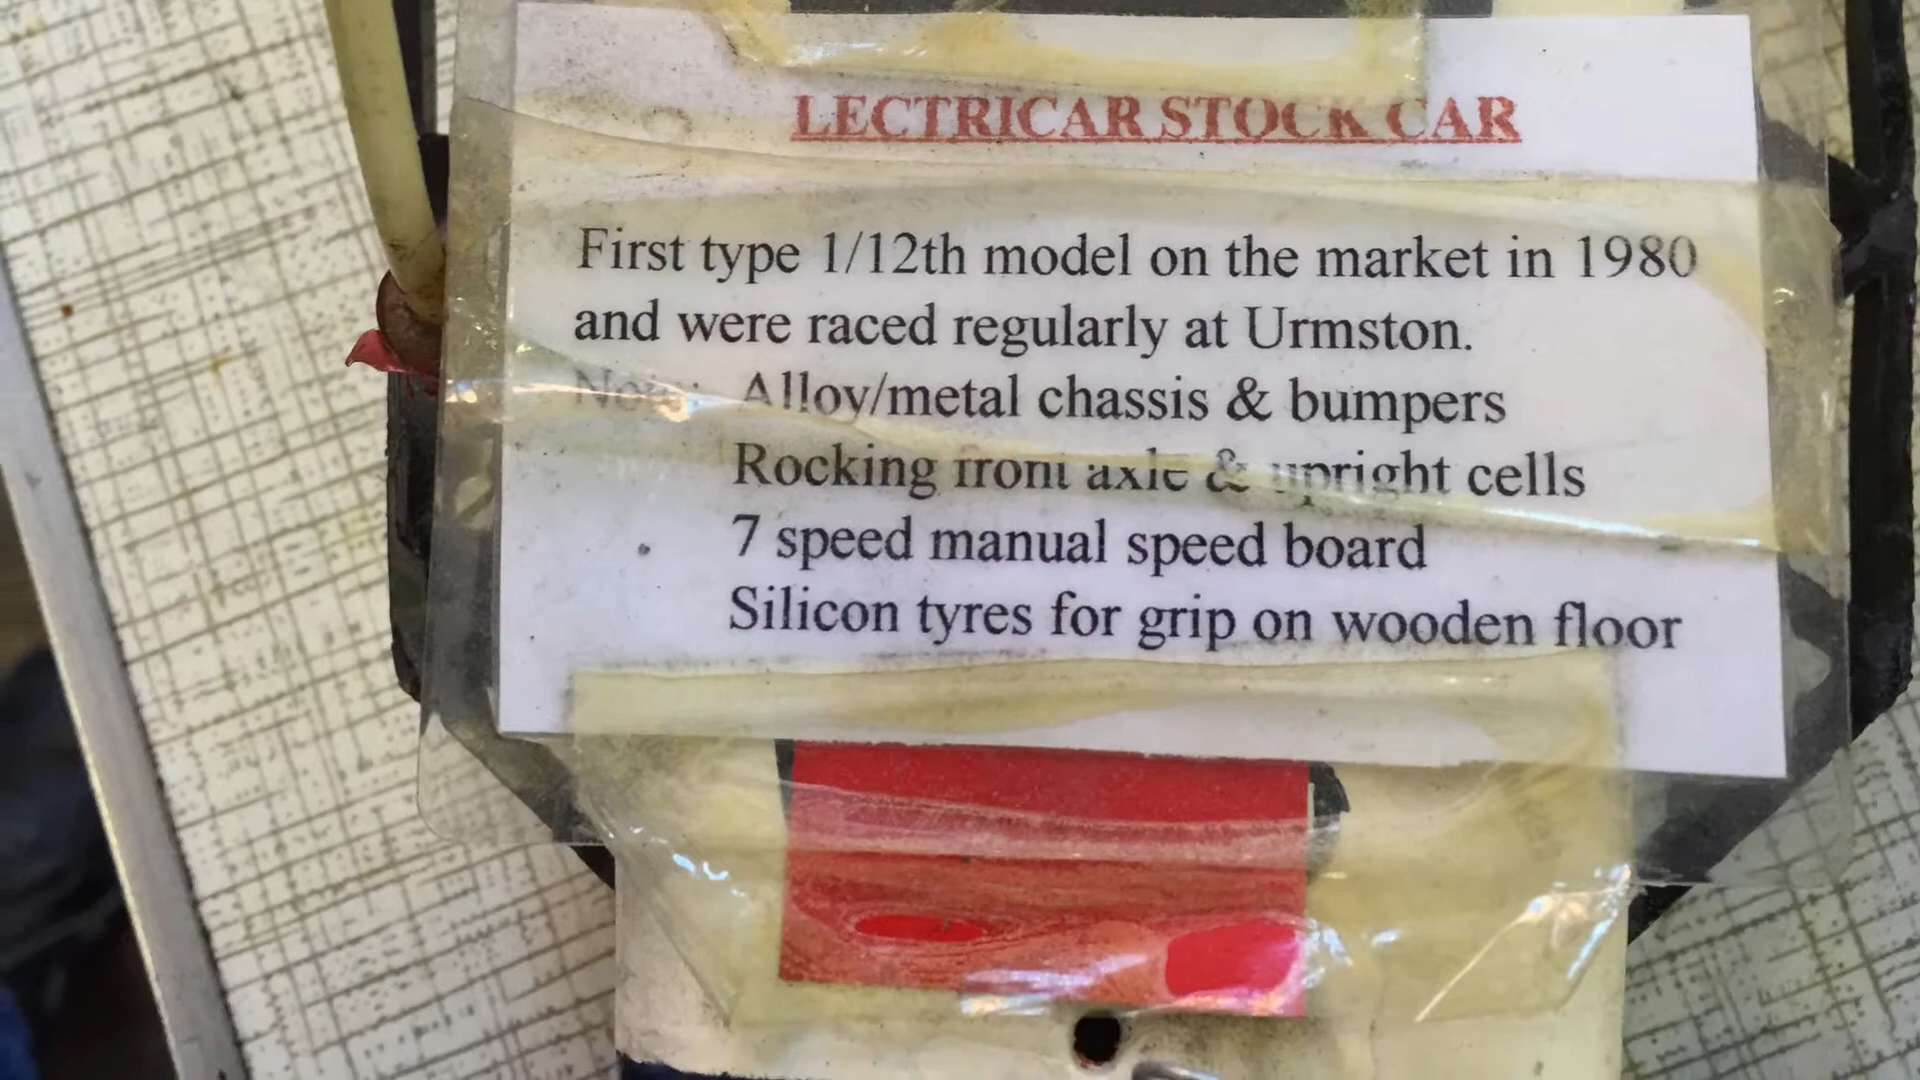 LECTRICAR STOCK CAR
First type 1/12th model on the market in 1980
and were raced regularly at Urmston.
Note: Alloy/metal chassis & bumpers
Rocking front axle & upright cells
7 speed manual speed board
Silicon tyres for grip on wooden floor